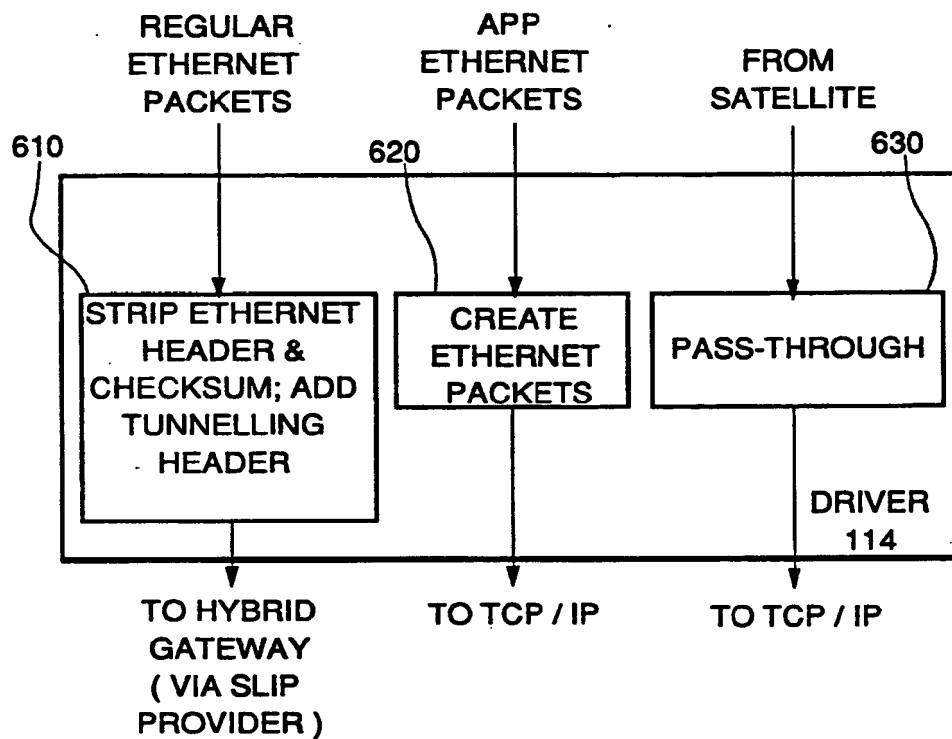 REGULAR
ETHERNET
PACKETS
APP
ETHERNET
PACKETS
FROM
SATELLITE
610
620
630
STRIP ETHERNET
HEADER &
CHECKSUM; ADD
TUNNELLING
HEADER
CREATE
ETHERNET
PACKETS
PASS-THROUGH
DRIVER
114
TO HYBRID
GATEWAY
( VIA SLIP
PROVIDER )
TO TCP / IP
TO TCP / IP